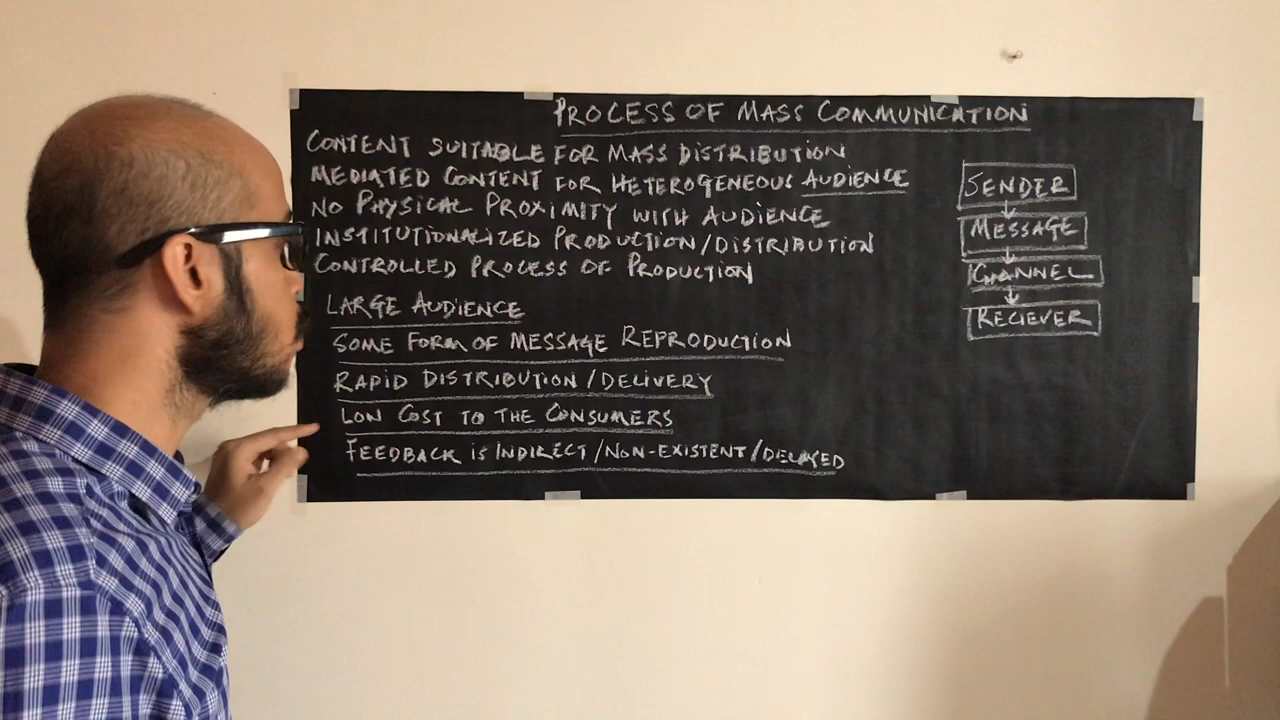 PROCESS OF MASS COMMUNICATION
CONTENT SUITABLE FOR MASS DISTRIBUTION
MEDIATED CONTENT FOR HETEROGENEOUS AUDIENCE
NO PHYSICAL PROXIMITY WITH AUDIENCE
INSTITUTIONALIZED PRODUCTION/DISTRIBUTION
CONTROLLED PROCESS OF PRODUCTION
LARGE AUDIENCE
SOME FORM OF MESSAGE REPRODUCTION
RAPID DISTRIBUTION/DELIVERY
LOW COST TO THE CONSUMERS
FEEDBACK IS INDIRECT/NON-EXISTENT/DELAYED
SENDER
MESSAGE
CHANNEL
RECIEVER